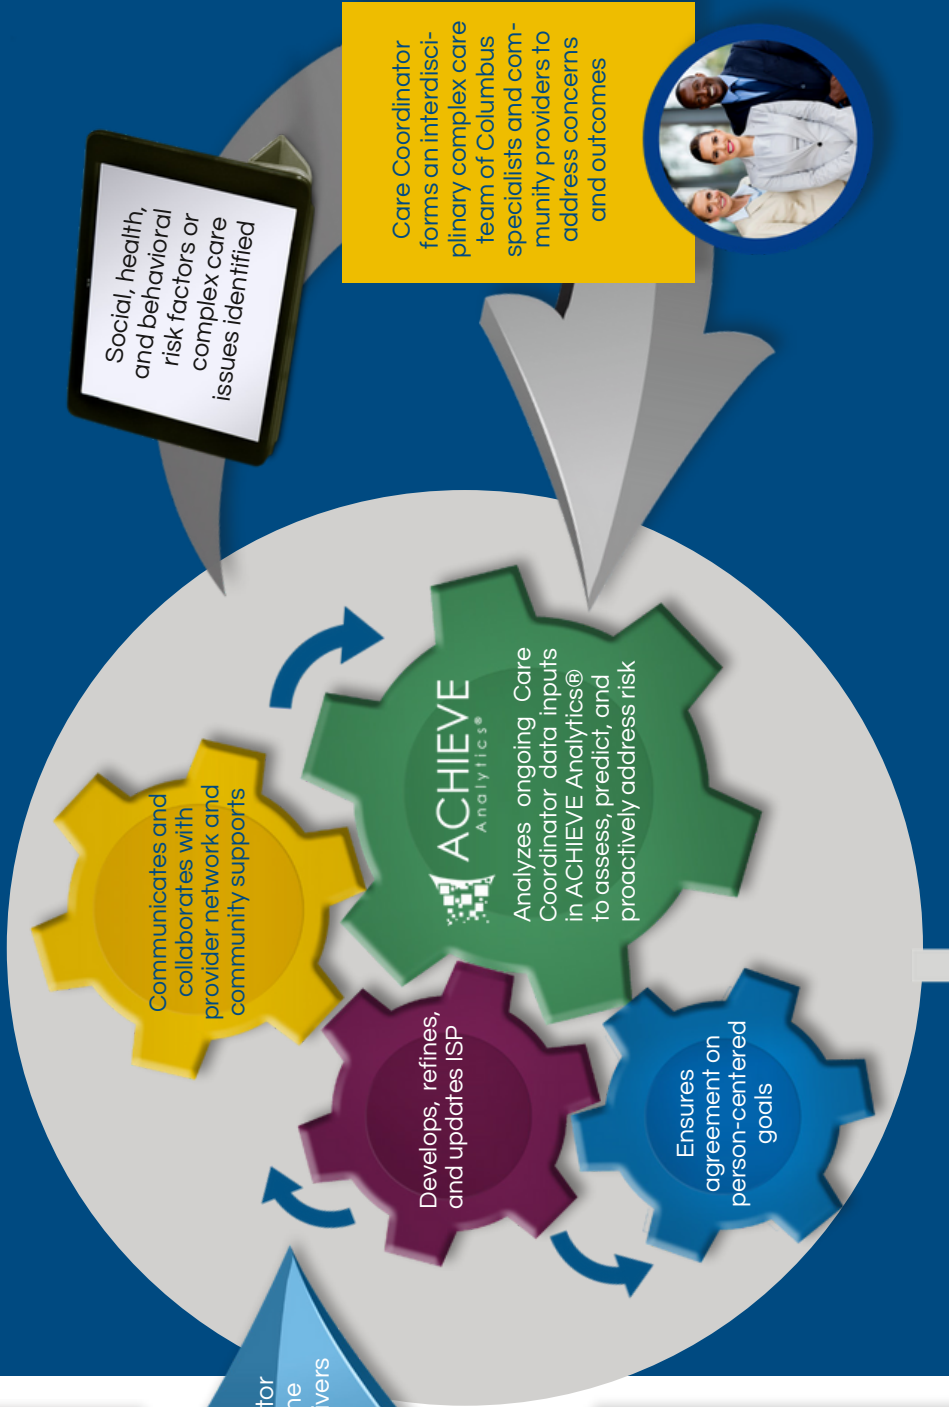 Social, health,
and behavioral
risk factors or
complex care
issues identified
Care Coordinator
forms an interdisci-
plinary complex care
team of Columbus
specialists and com-
munity providers to
address concerns
and outcomes
Communicates and
collaborates with
provider network and
community supports
ACHIEVE
Analytics®
Analyzes ongoing Care
Coordinator data inputs
in ACHIEVE Analytics®
to assess, predict, and
proactively address risk
Develops, refines,
and updates ISP
Ensures
agreement on
person-centered
goals
tor
ne
ivers